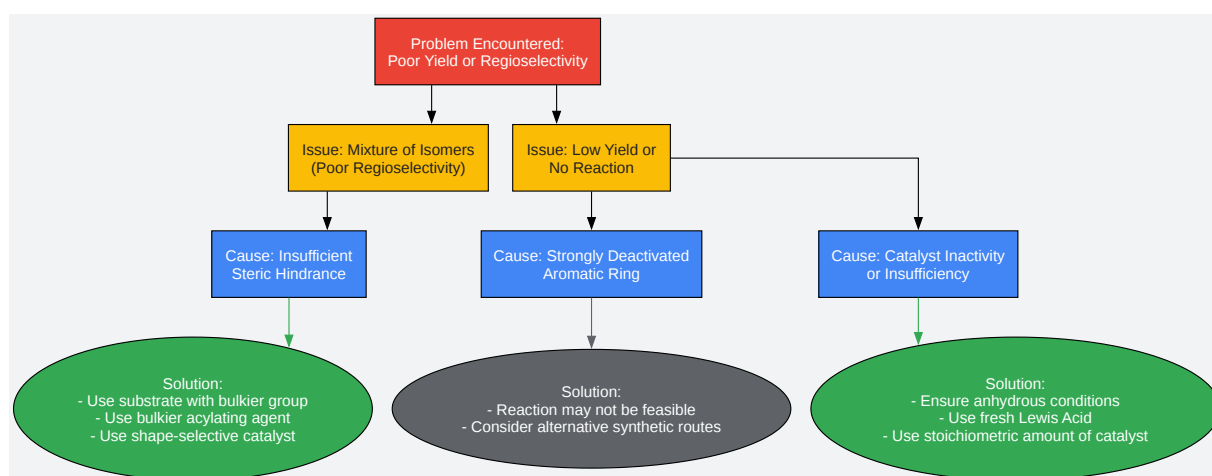 Problem Encountered:
Poor Yield or Regioselectivity
Issue: Mixture of Isomers
(Poor Regioselectivity)
Issue: Low Yield or
No Reaction
Cause: Insufficient
Steric Hindrance
Cause: Strongly Deactivated
Aromatic Ring
Cause: Catalyst Inactivity
or Insufficiency
Solution:
- Use substrate with bulkier group
- Use bulkier acylating agent
- Use shape-selective catalyst
Solution:
- Reaction may not be feasible
- Consider alternative synthetic routes
Solution:
- Ensure anhydrous conditions
- Use fresh Lewis Acid
- Use stoichiometric amount of catalyst